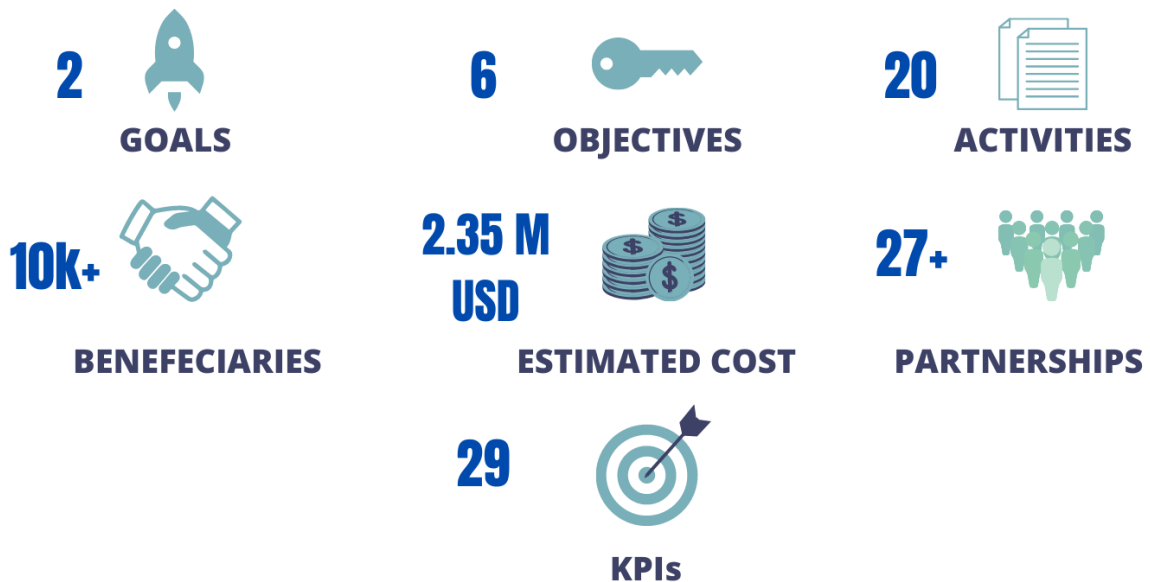 2
GOALS
6
OBJECTIVES
20
ACTIVITIES
10k+
BENEFECIARIES
2.35 M
USD
$
$
$
ESTIMATED COST
27+
PARTNERSHIPS
29
KPIs